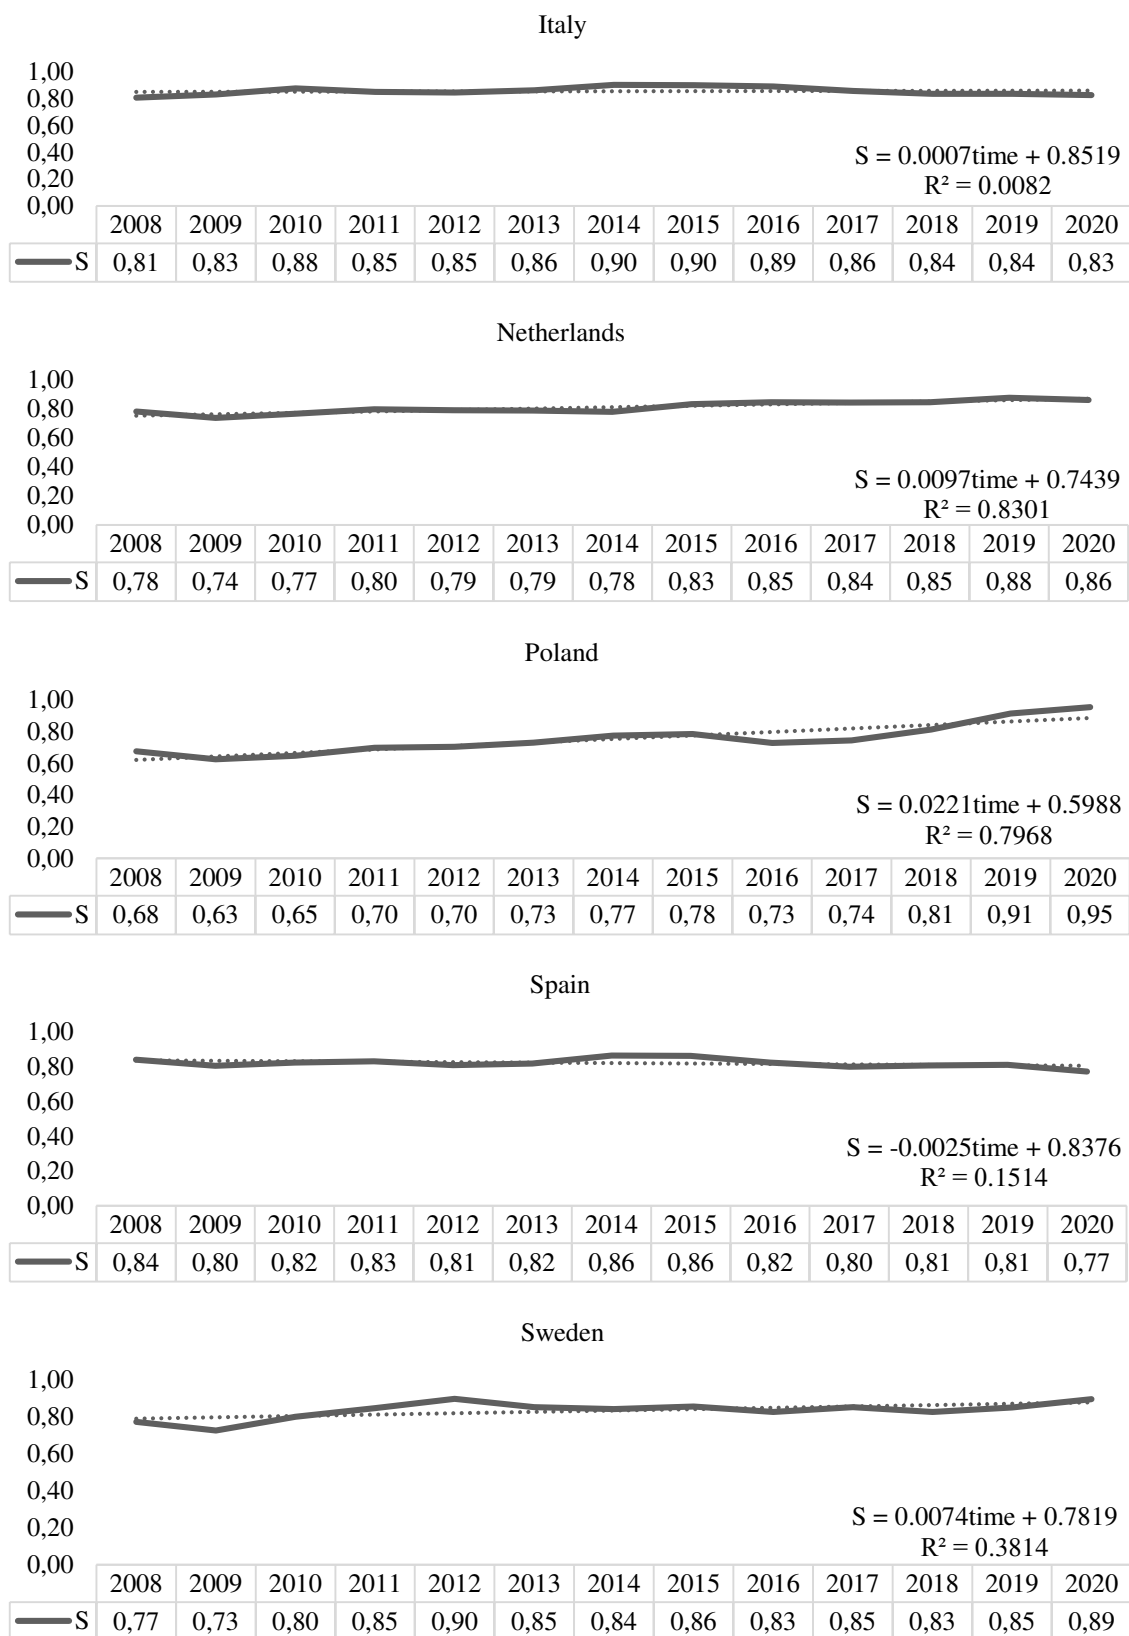 Italy
1,00
0,80
0,60
0,40
0,20
0,00
S = 0.0007time + 0.8519
R² = 0.0082
2008 2009 2010 2011 2012 2013 2014 2015 2016 2017 2018 2019 2020
S 0,81 0,83 0,88 0,85 0,85 0,86 0,90 0,90 0,89 0,86 0,84 0,84 0,83
Netherlands
1,00
0,80
0,60
0,40
0,20
0,00
S = 0.0097time + 0.7439
R² = 0.8301
2008 2009 2010 2011 2012 2013 2014 2015 2016 2017 2018 2019 2020
S 0,78 0,74 0,77 0,80 0,79 0,79 0,78 0,83 0,85 0,84 0,85 0,88 0,86
Poland
1,00
0,80
0,60
0,40
0,20
0,00
S = 0.0221time + 0.5988
R² = 0.7968
2008 2009 2010 2011 2012 2013 2014 2015 2016 2017 2018 2019 2020
S 0,68 0,63 0,65 0,70 0,70 0,73 0,77 0,78 0,73 0,74 0,81 0,91 0,95
Spain
1,00
0,80
0,60
0,40
0,20
0,00
S = -0.0025time + 0.8376
R² = 0.1514
2008 2009 2010 2011 2012 2013 2014 2015 2016 2017 2018 2019 2020
S 0,84 0,80 0,82 0,83 0,81 0,82 0,86 0,86 0,82 0,80 0,81 0,81 0,77
Sweden
1,00
0,80
0,60
0,40
0,20
0,00
S = 0.0074time + 0.7819
R² = 0.3814
2008 2009 2010 2011 2012 2013 2014 2015 2016 2017 2018 2019 2020
S 0,77 0,73 0,80 0,85 0,90 0,85 0,84 0,86 0,83 0,85 0,83 0,85 0,89